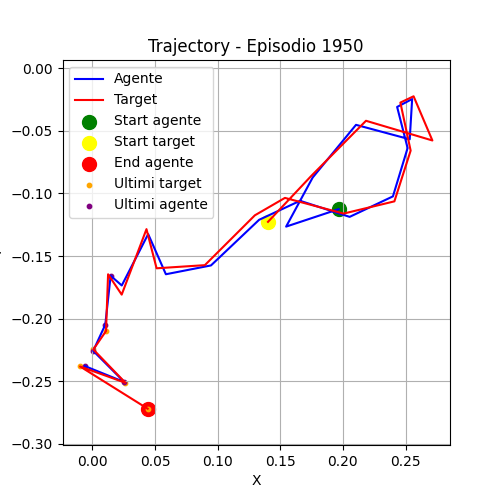 Trajectory - Episodio 1950
Agente
Target
Start agente
Start target
End agente
Ultimi target
Ultimi agente
0.00
−0.05
−0.10
−0.15
−0.20
−0.25
−0.30
0.00 0.05 0.10 0.15 0.20 0.25
X